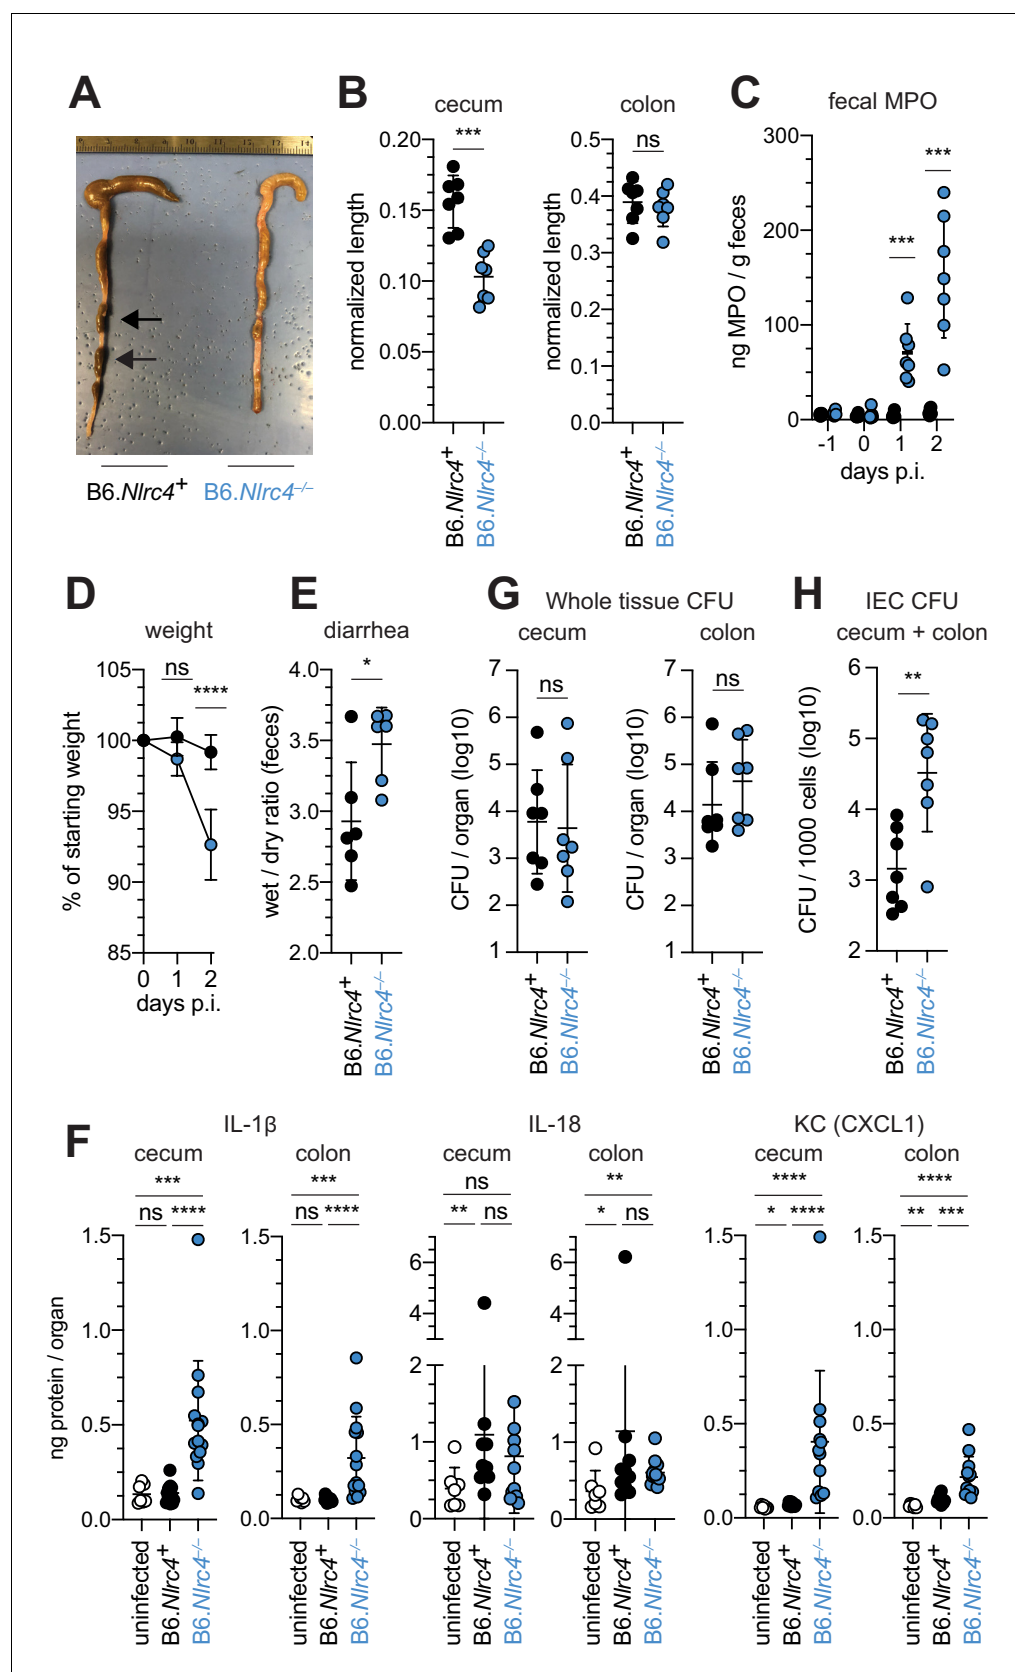 A
0 2 14
B6.Nlrc4+
B6.Nlrc4–/–
B
cecum
***
normalized length
0.20
0.15
0.10
0.05
0.00
B6.Nlrc4+
B6.Nlrc4–/–
colon
ns
normalized length
0.5
0.4
0.3
0.2
0.1
0.0
B6.Nlrc4+
B6.Nlrc4–/–
C
fecal MPO
ng MPO / g feces
300
200
100
0
***
***
-1 0 1 2
days p.i.
D
weight
% of starting weight
105
100
95
90
85
ns
****
0 1 2
days p.i.
E
diarrhea
*
wet / dry ratio (feces)
4.0
3.5
3.0
2.5
2.0
B6.Nlrc4+
B6.Nlrc4–/–
G
Whole tissue CFU
cecum
ns
CFU / organ (log10)
7
6
5
4
3
2
1
B6.Nlrc4+
B6.Nlrc4–/–
colon
ns
CFU / organ (log10)
7
6
5
4
3
2
1
B6.Nlrc4+
B6.Nlrc4–/–
H
IEC CFU
cecum + colon
**
CFU / 1000 cells (log10)
6
5
4
3
2
B6.Nlrc4+
B6.Nlrc4–/–
F
ng protein / organ
IL-1β
cecum
***
ns ****
1.5
1.0
0.5
0.0
uninfected
B6.Nlrc4+
B6.Nlrc4–/–
colon
***
ns ****
1.5
1.0
0.5
0.0
uninfected
B6.Nlrc4+
B6.Nlrc4–/–
IL-18
cecum
ns
** ns
6
4
2
1
0
uninfected
B6.Nlrc4+
B6.Nlrc4–/–
colon
**
* ns
6
4
2
1
0
uninfected
B6.Nlrc4+
B6.Nlrc4–/–
KC (CXCL1)
cecum
****
* ****
1.5
1.0
0.5
0.0
uninfected
B6.Nlrc4+
B6.Nlrc4–/–
colon
****
** ***
1.5
1.0
0.5
0.0
uninfected
B6.Nlrc4+
B6.Nlrc4–/–